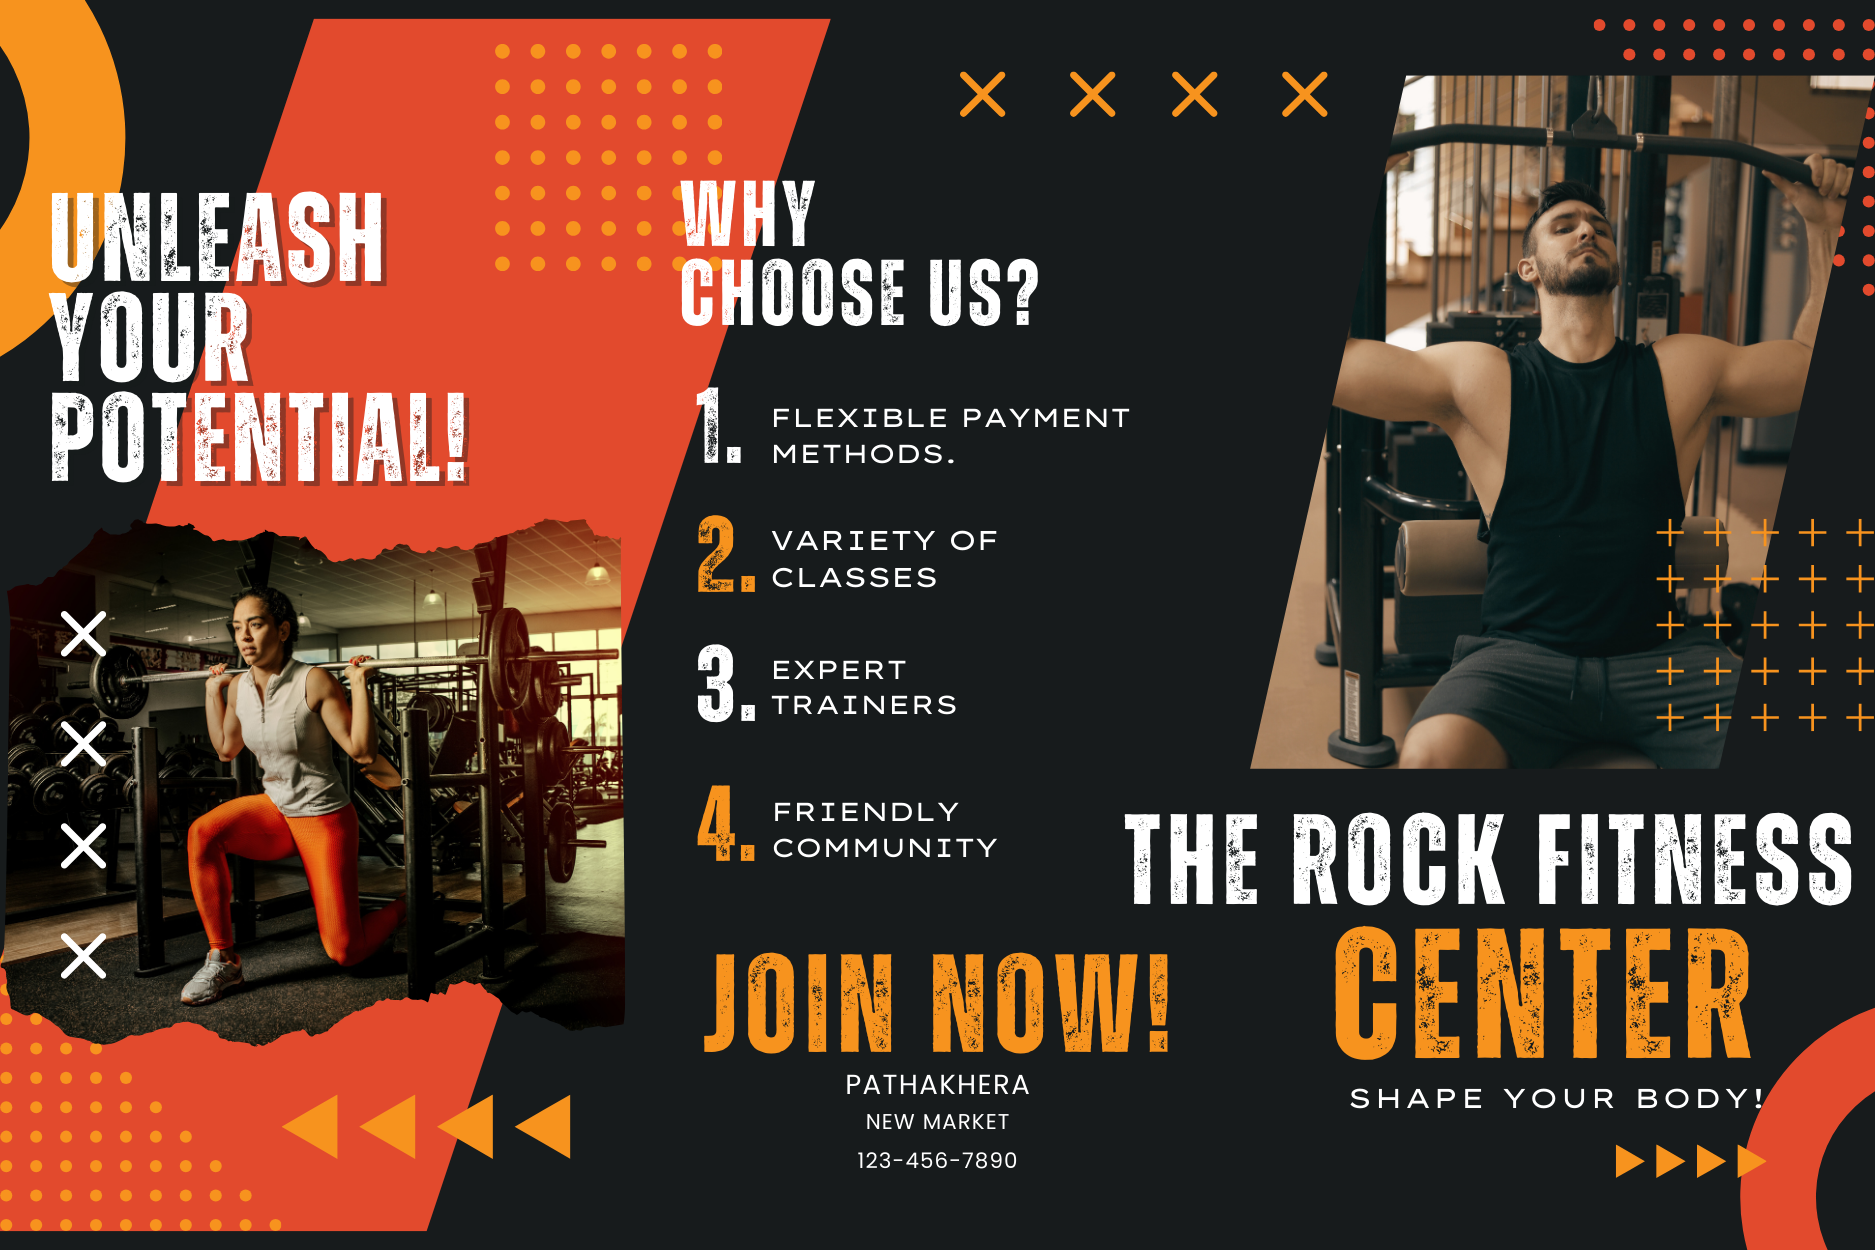 UNLEASH
YOUR
POTENTIAL!
WHY
CHOOSE US?
1. FLEXIBLE PAYMENT
METHODS.
2. VARIETY OF
CLASSES
3. EXPERT
TRAINERS
4. FRIENDLY
COMMUNITY
JOIN NOW!
PATHAKHERA
NEW MARKET
123-456-7890
THE ROCK FITNESS
CENTER
SHAPE YOUR BODY!